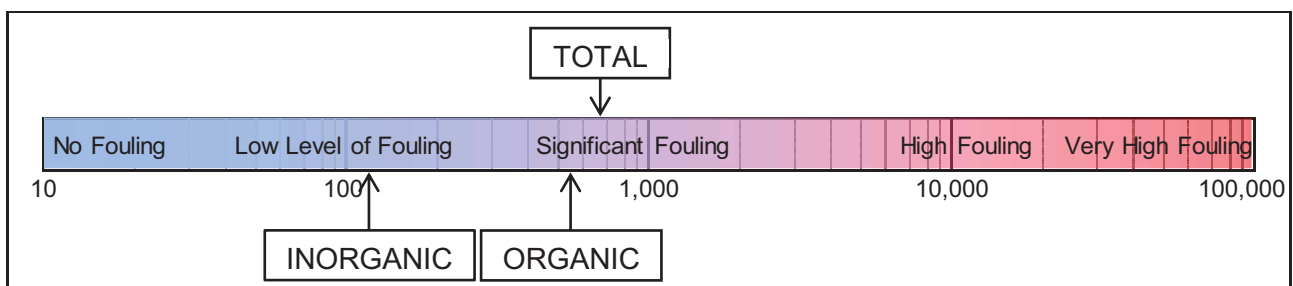 TOTAL
No Fouling Low Level of Fouling Significant Fouling High Fouling Very High Fouling
10 100 1,000 10,000 100,000
INORGANIC ORGANIC